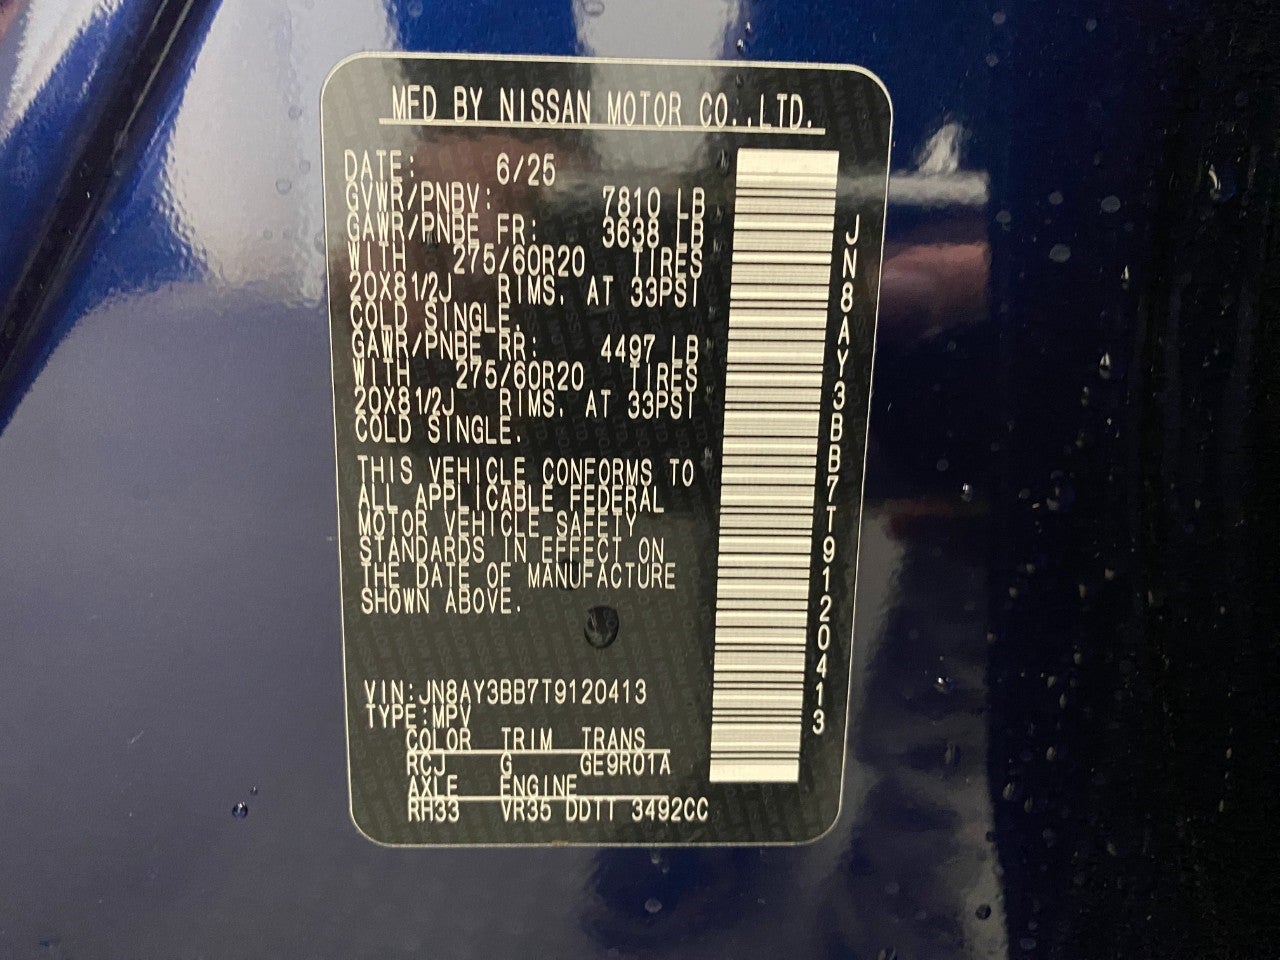 MFD BY NISSAN MOTOR CO.,LTD.
DATE: 6/25
GVWR/PNBV: 7810 LB
GAWR/PNBE FR: 3638 LB
WITH 275/60R20 TIRES
20X81/2J RIMS. AT 33PSI
COLD SINGLE.
GAWR/PNBE RR: 4497 LB
WITH 275/60R20 TIRES
20X81/2J RIMS. AT 33PSI
COLD SINGLE.
THIS VEHICLE CONFORMS TO
ALL APPLICABLE FEDERAL
MOTOR VEHICLE SAFETY
STANDARDS IN EFFECT ON
THE DATE OF MANUFACTURE
SHOWN ABOVE.
VIN:JN8AY3BB7T9120413
TYPE:MPV
COLOR TRIM TRANS
RCJ G GE9R01A
AXLE ENGINE
RH33 VR35 DDTT 3492CC
JN8AY3BB7T9120413